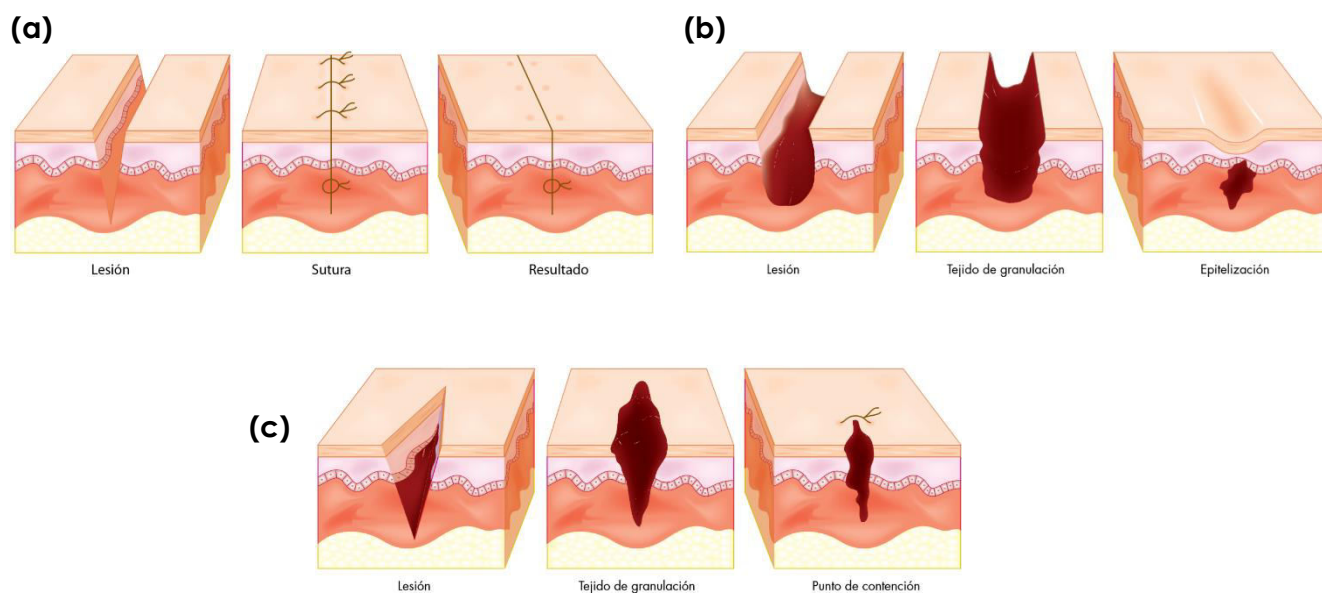 (a)
Lesión
Sutura
Resultado
(b)
Lesión
Tejido de granulación
Epitelización
(c)
Lesión
Tejido de granulación
Punto de contención